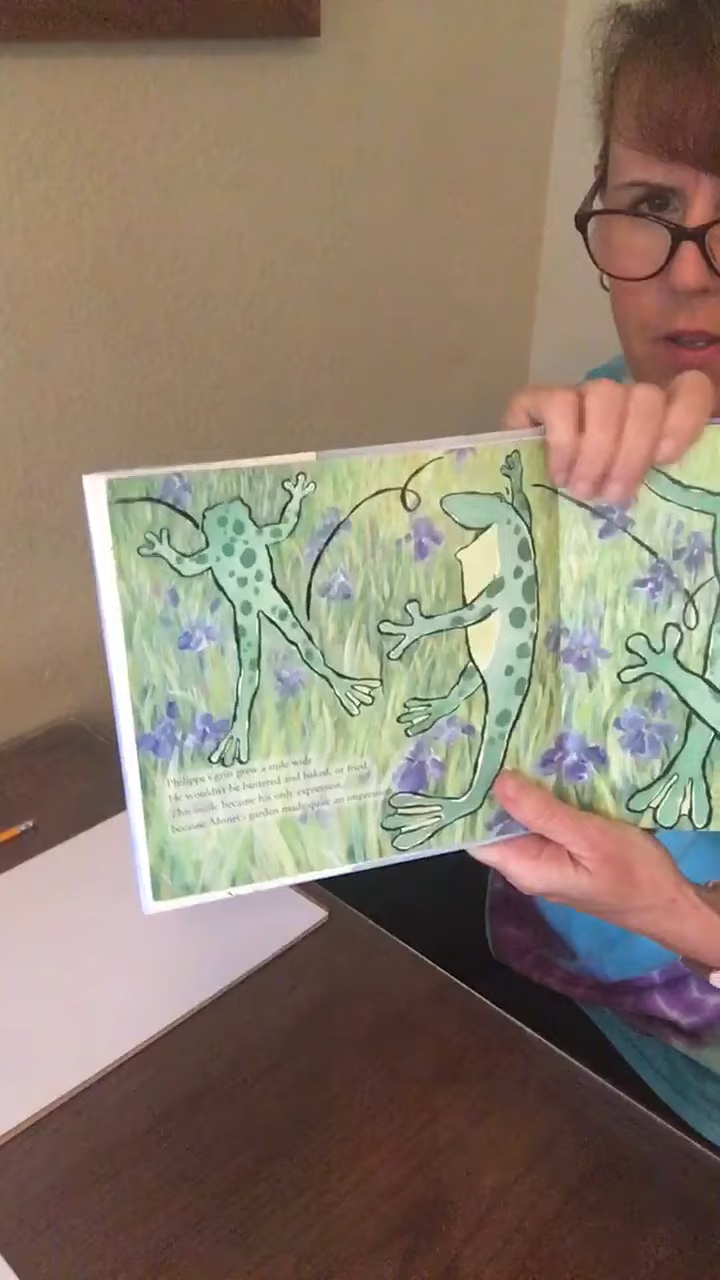 Philippe's grin grew a mile wide
He wouldn't be buttered and baked, or fried.
This smile became his only expression,
because Monet's garden made quite an impression